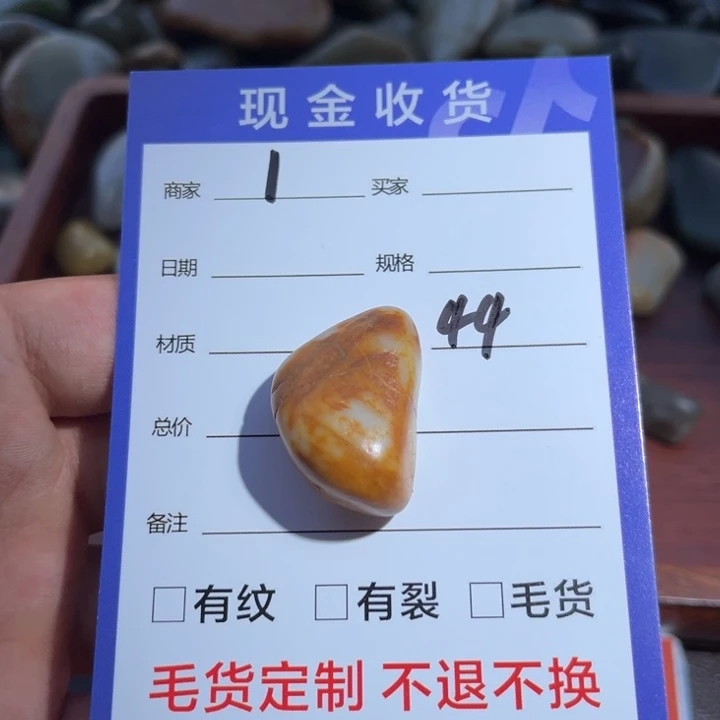 现金收货
商家 1 买家
日期 规格
材质 44
总价
备注
□有纹 □有裂 □毛货
毛货定制 不退不换